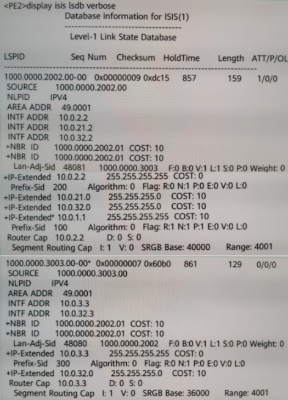 <PE2>display isis lsdb verbose
Database information for ISIS(1)
Level-1 Link State Database
LSPID Seq Num Checksum HoldTime Length ATT/P/OL
1000.0000.2002.00-00 0x00000009 0xdc15 857 159 1/0/0
SOURCE 1000.0000.2002.00
NLPID IPV4
AREA ADDR 49.0001
INTF ADDR 10.0.2.2
INTF ADDR 10.0.21.2
INTF ADDR 10.0.32.2
+NBR ID 1000.0000.2002.01 COST: 10
+NBR ID 1000.0000.2002.01 COST: 10
Lan-Adj-Sid 48081 1000.0000.3003 F:0 B:0 V:1 L:1 S:0 P:0 Weight: 0
+IP-Extended 10.0.2.2 255.255.255.255 COST: 0
Prefix-Sid 200 Algorithm: 0 Flag: R:0 N:1 P:0 E:0 V:0 L:0
+IP-Extended 10.0.21.0 255.255.255.0 COST: 10
+IP-Extended 10.0.32.0 255.255.255.0 COST: 10
+IP-Extended* 10.0.1.1 255.255.255.255 COST: 10
Prefix-Sid 100 Algorithm: 0 Flag: R:1 N:1 P:1 E:0 V:0 L:0
Router Cap 10.0.2.2 D: 0 S: 0
Segment Routing Cap I: 1 V: 0 SRGB Base: 40000 Range: 4001
1000.0000.3003.00-00* 0x00000007 0x60b0 861 129 0/0/0
SOURCE 1000.0000.3003.00
NLPID IPV4
AREA ADDR 49.0001
INTF ADDR 10.0.3.3
INTF ADDR 10.0.32.3
+NBR ID 1000.0000.2002.01 COST: 10
+NBR ID 1000.0000.2002.01 COST: 10
Lan-Adj-Sid 48080 1000.0000.2002 F:0 B:0 V:1 L:1 S:0 P:0 Weight: 0
+IP-Extended 10.0.3.3 255.255.255.255 COST: 0
Prefix-Sid 300 Algorithm: 0 Flag: R:0 N:1 P:0 E:0 V:0 L:0
+IP-Extended 10.0.32.0 255.255.255.0 COST: 10
Router Cap 10.0.3.3 D: 0 S: 0
Segment Routing Cap I: 1 V: 0 SRGB Base: 36000 Range: 4001